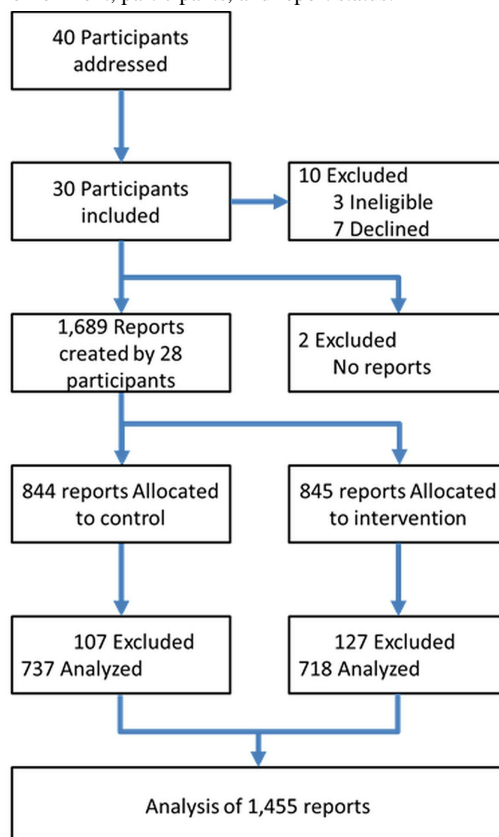 40 Participants
addressed
30 Participants
included
10 Excluded
3 Ineligible
7 Declined
1,689 Reports
created by 28
participants
2 Excluded
No reports
844 reports Allocated
to control
845 reports Allocated
to intervention
107 Excluded
737 Analyzed
127 Excluded
718 Analyzed
Analysis of 1,455 reports